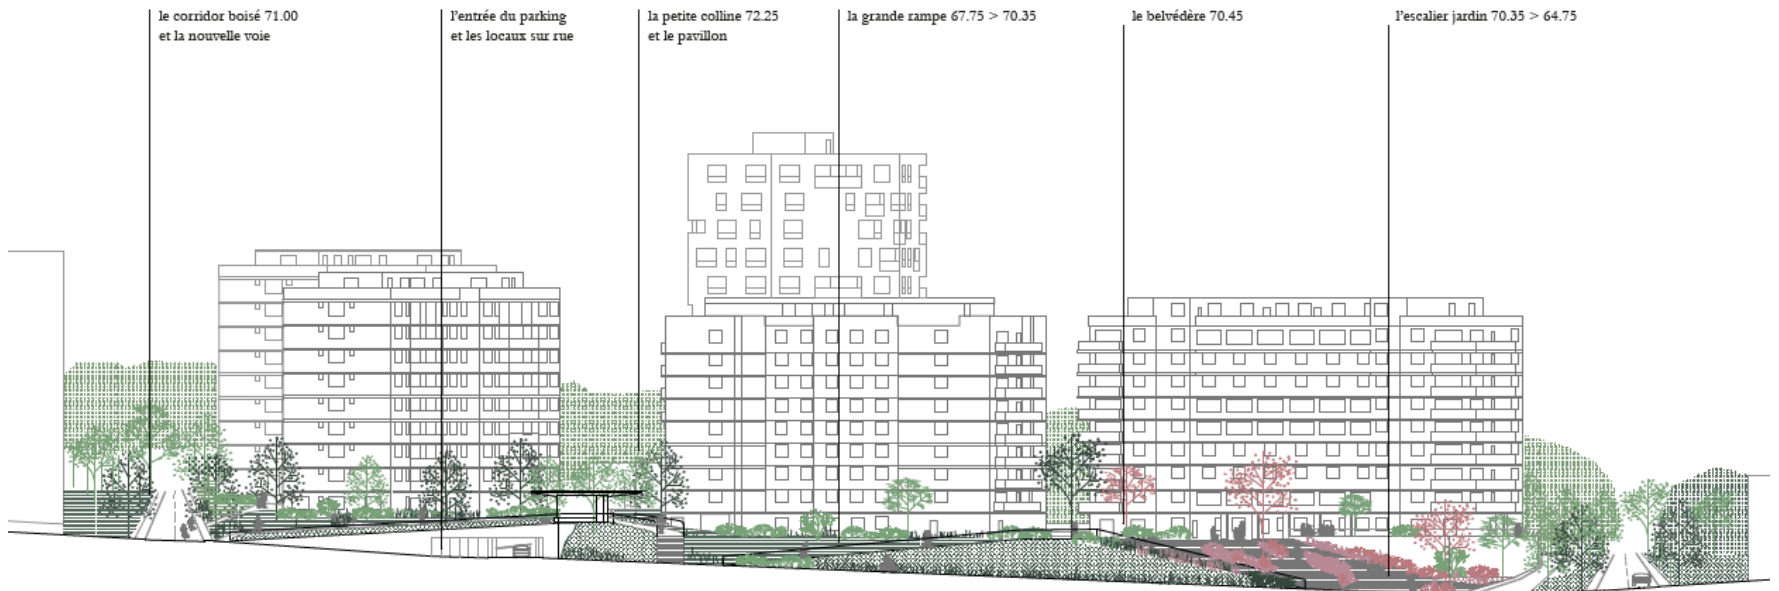 le corridor boisé 71.00
et la nouvelle voie
l'entrée du parking
et les locaux sur rue
la petite colline 72.25
et le pavillon
la grande rampe 67.75 > 70.35
le belvédère 70.45
l'escalier jardin 70.35 > 64.75